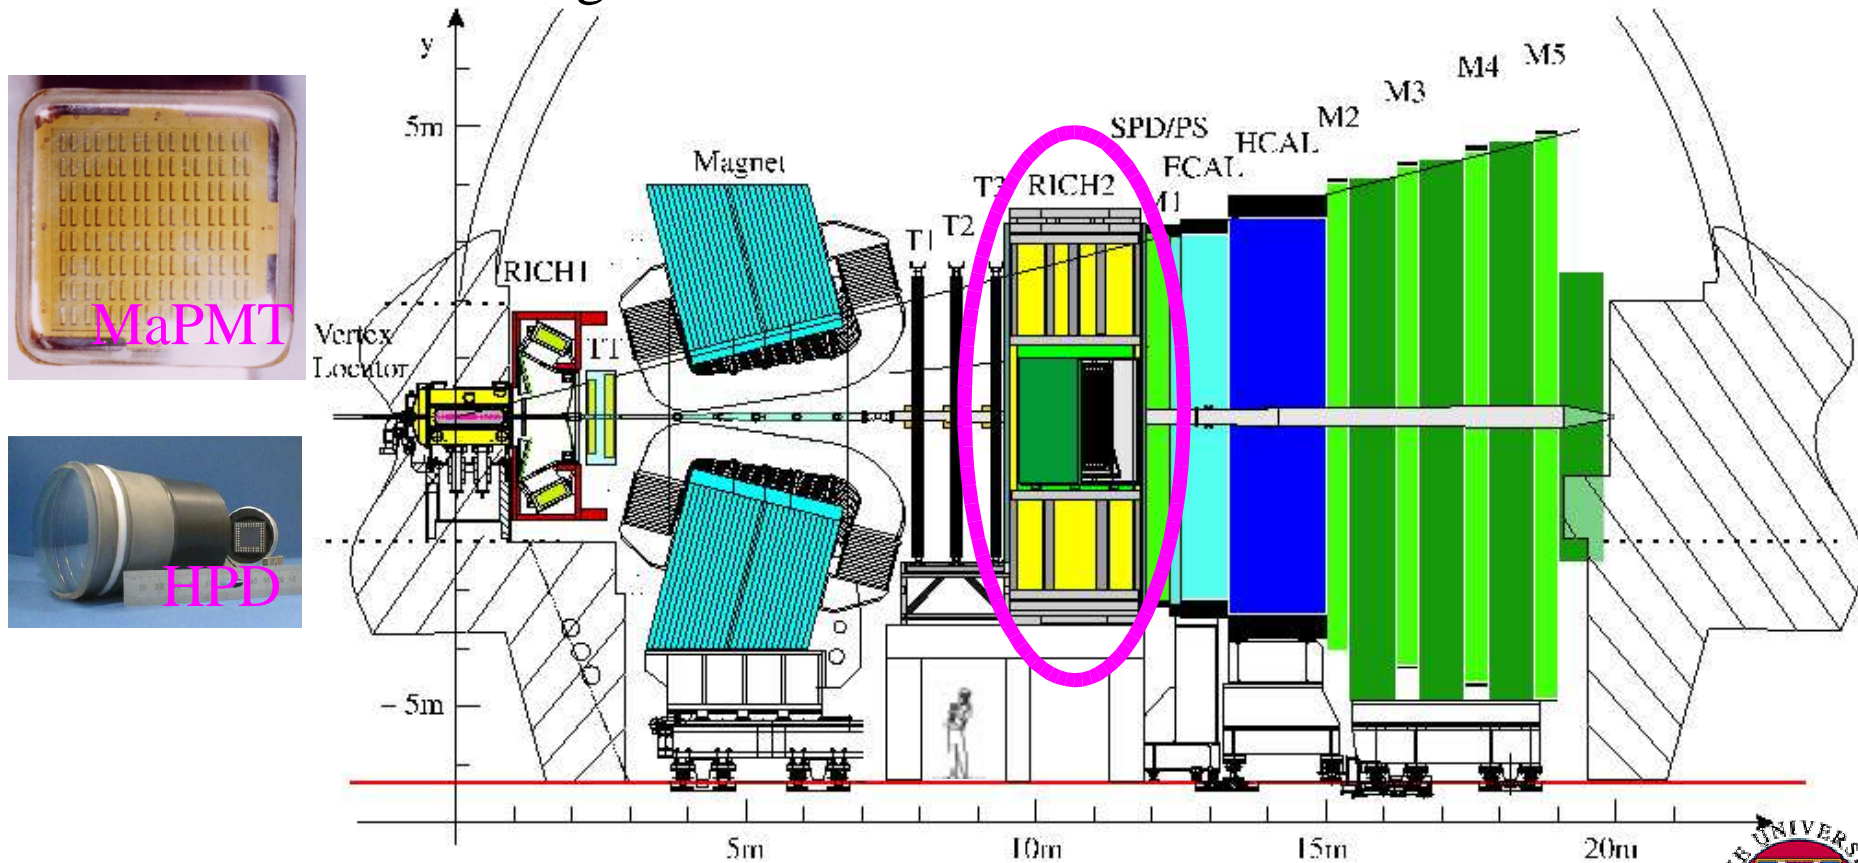 g
y
5m
Magnet
SPD/PS
ECAL
HCAL
M1
M2
M3
M4
M5
T1
T2
T3
RICH2
RICH1
TT
Vertex
Locator
MaPMT
HPD
– 5m
5m
10m
15m
20m
UNIVERS